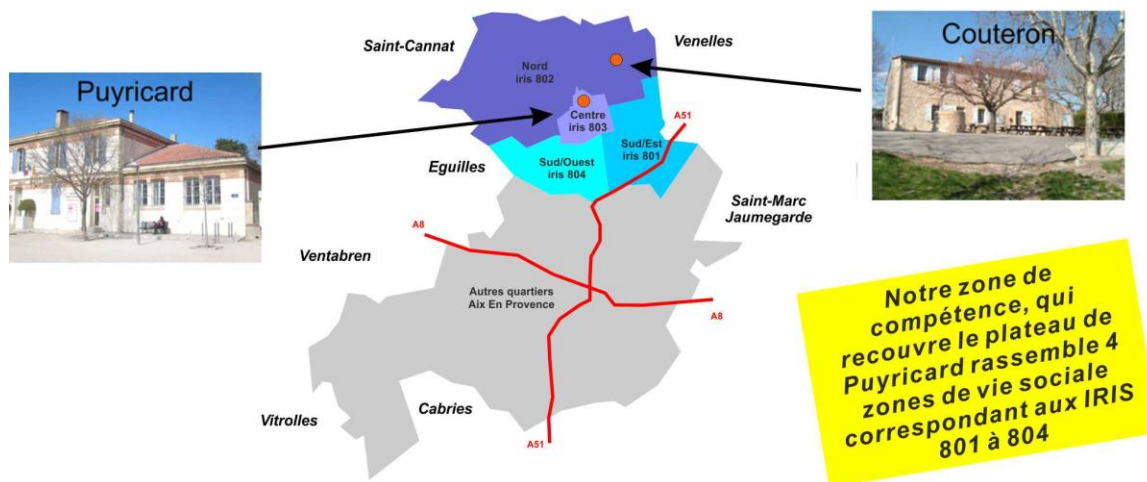 Puyricard
Saint-Cannat
Venelles
Couteron
Nord
iris 802
Centre
iris 803
A51
Sud/Est
iris 801
Sud/Ouest
iris 804
Eguilles
Saint-Marc
Jaumegarde
A8
Ventabren
Autres quartiers
Aix En Provence
A8
Vitrolles
Cabries
A51
Notre zone de
compétence, qui
recouvre le plateau de
Puyricard rassemble 4
zones de vie sociale
correspondant aux IRIS
801 à 804